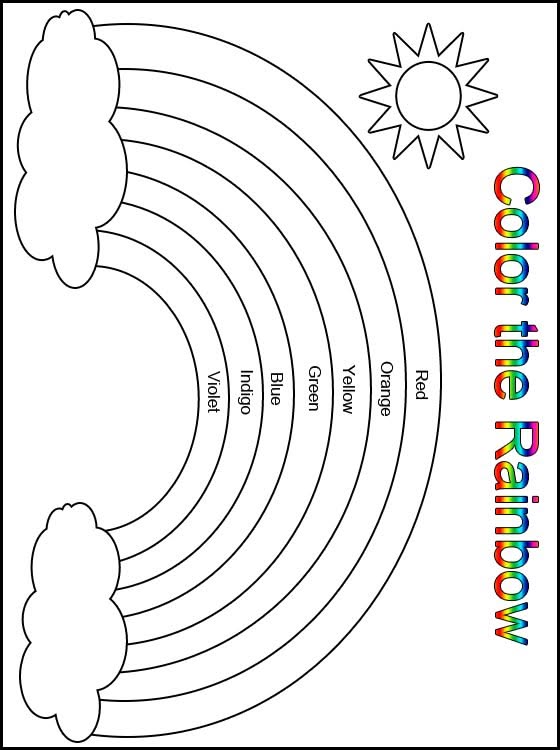 Color the Rainbow
Red
Orange
Yellow
Green
Blue
Indigo
Violet